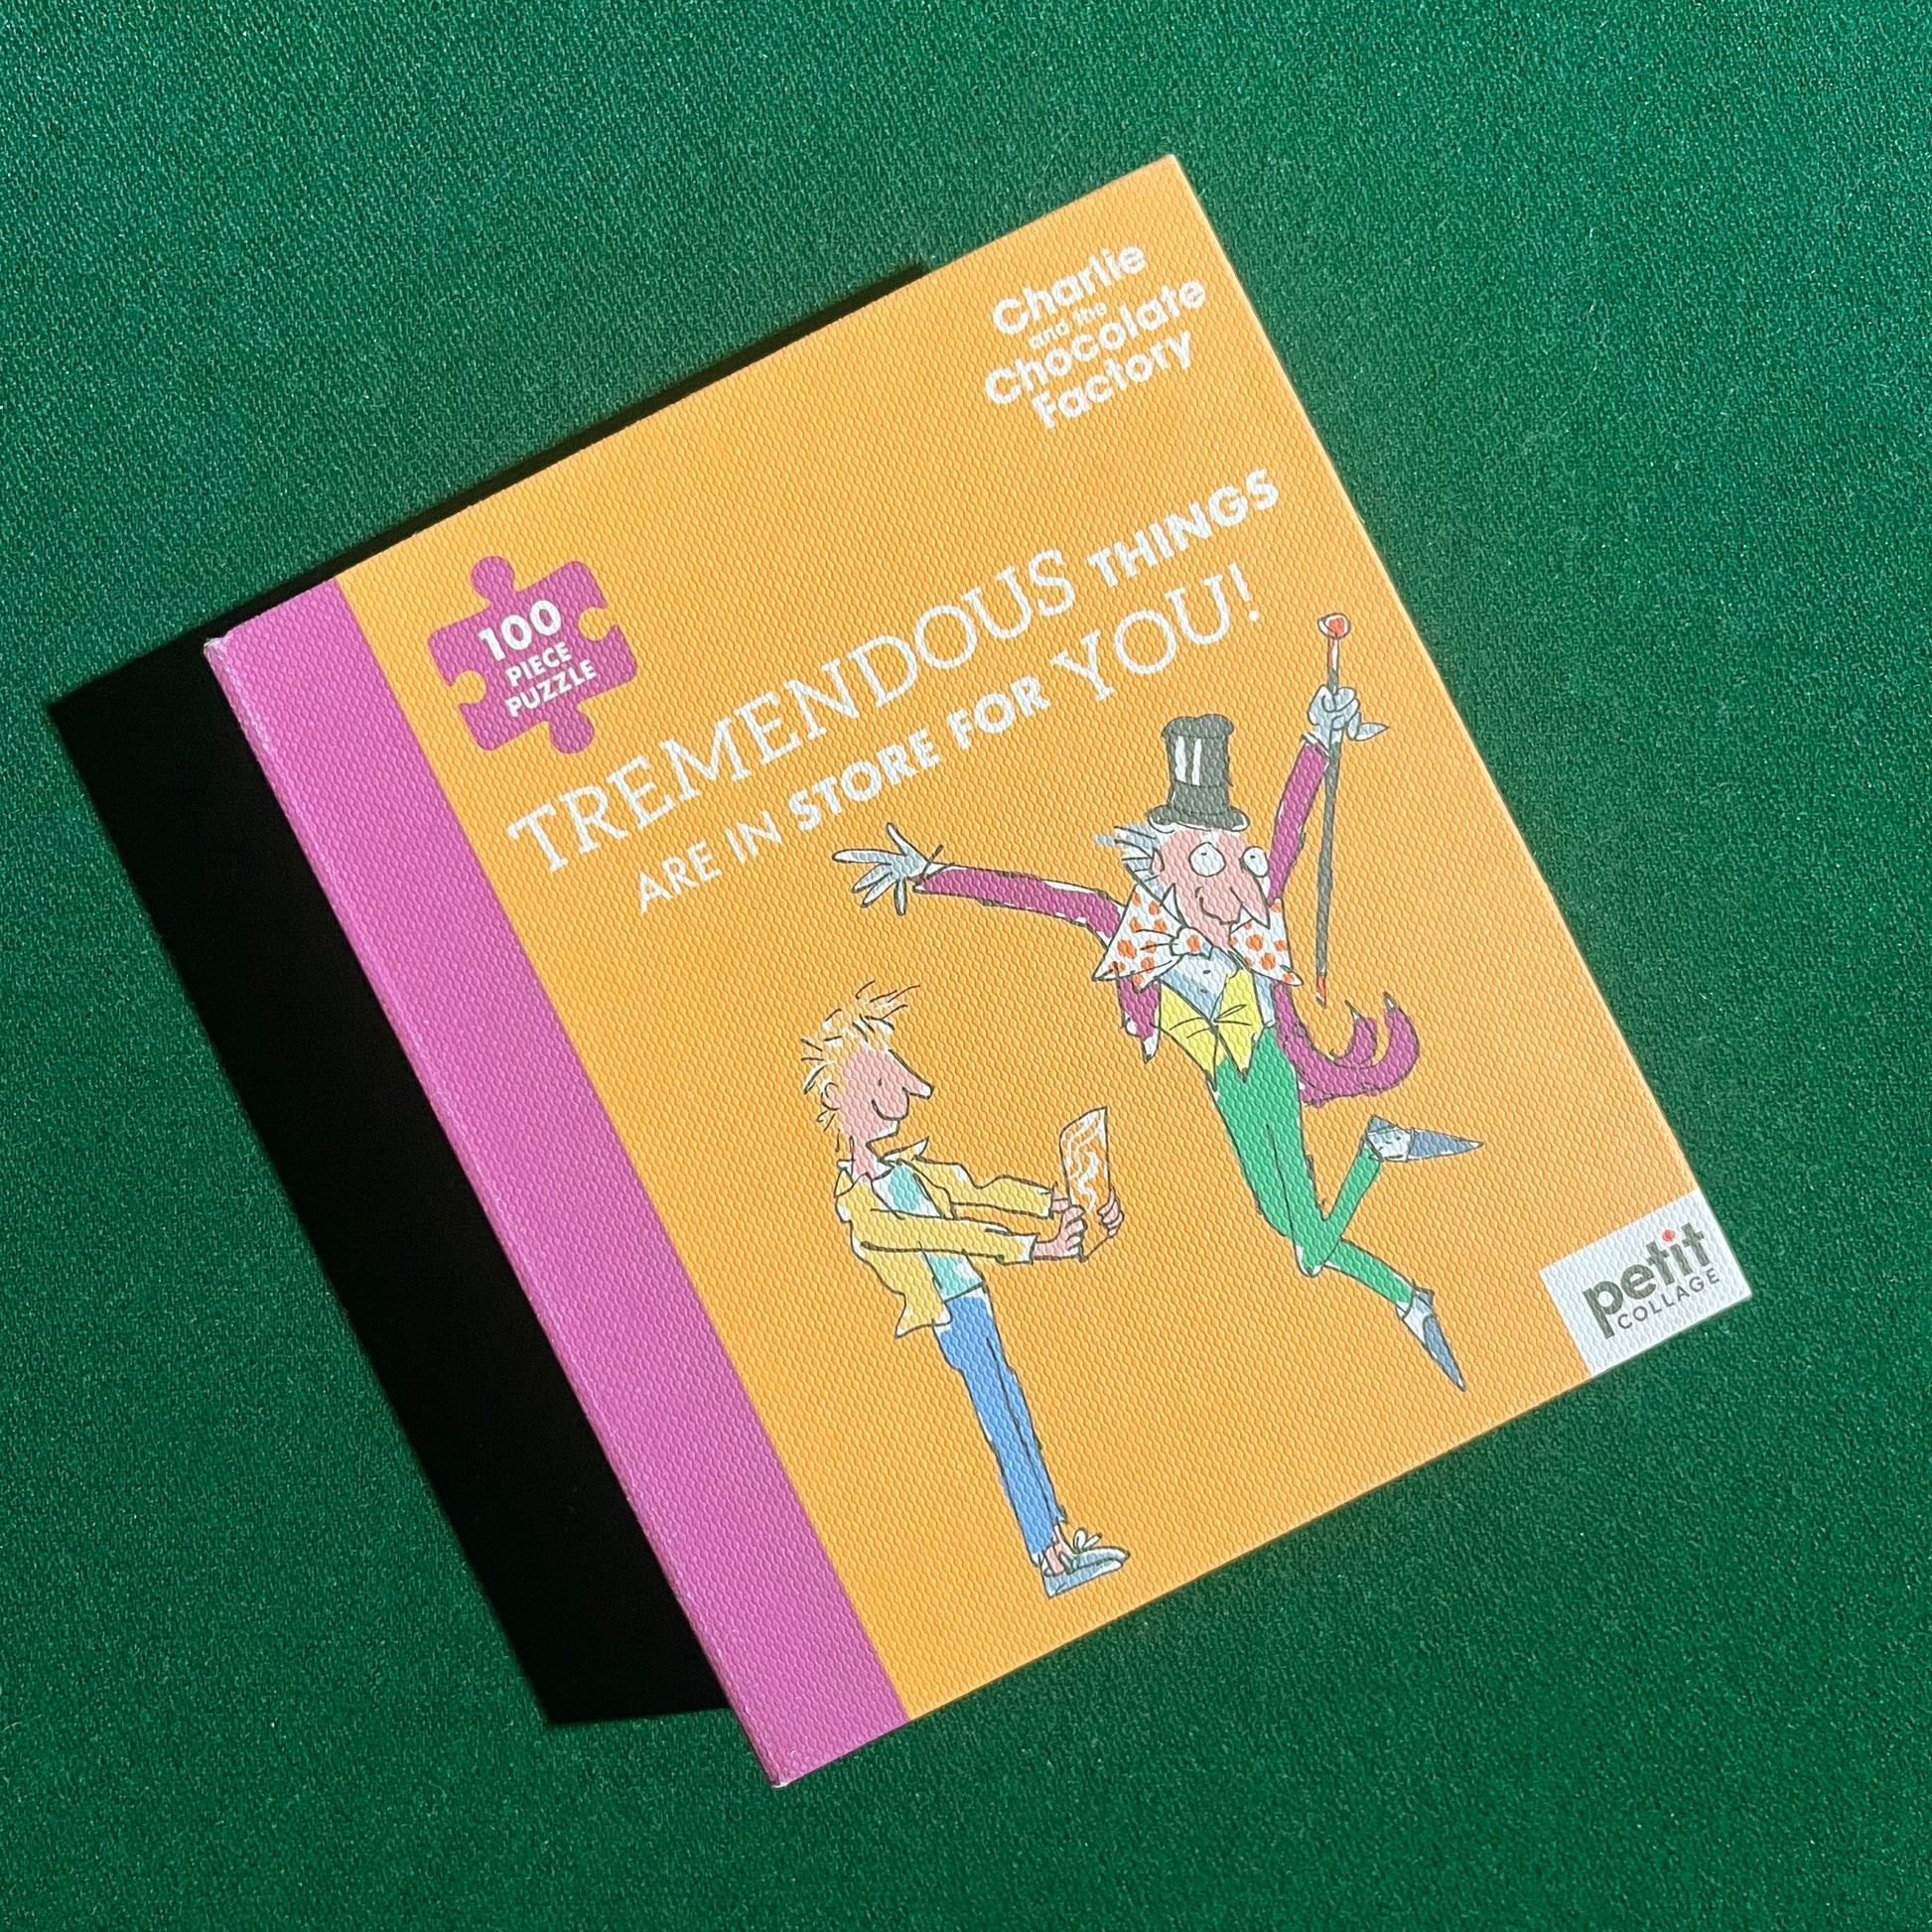 Charlie
and the
Chocolate
Factory
100
PIECE
PUZZLE
TREMENDOUS THINGS
ARE IN STORE FOR YOU!
petit
COLLAGE